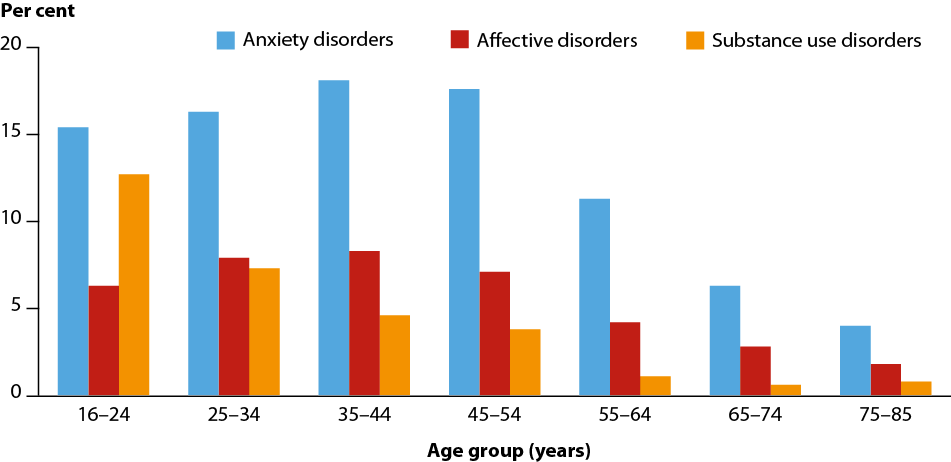 Per cent
Anxiety disorders Affective disorders Substance use disorders
20
15
10
5
0
16–24 25–34 35–44 45–54 55–64 65–74 75–85
Age group (years)